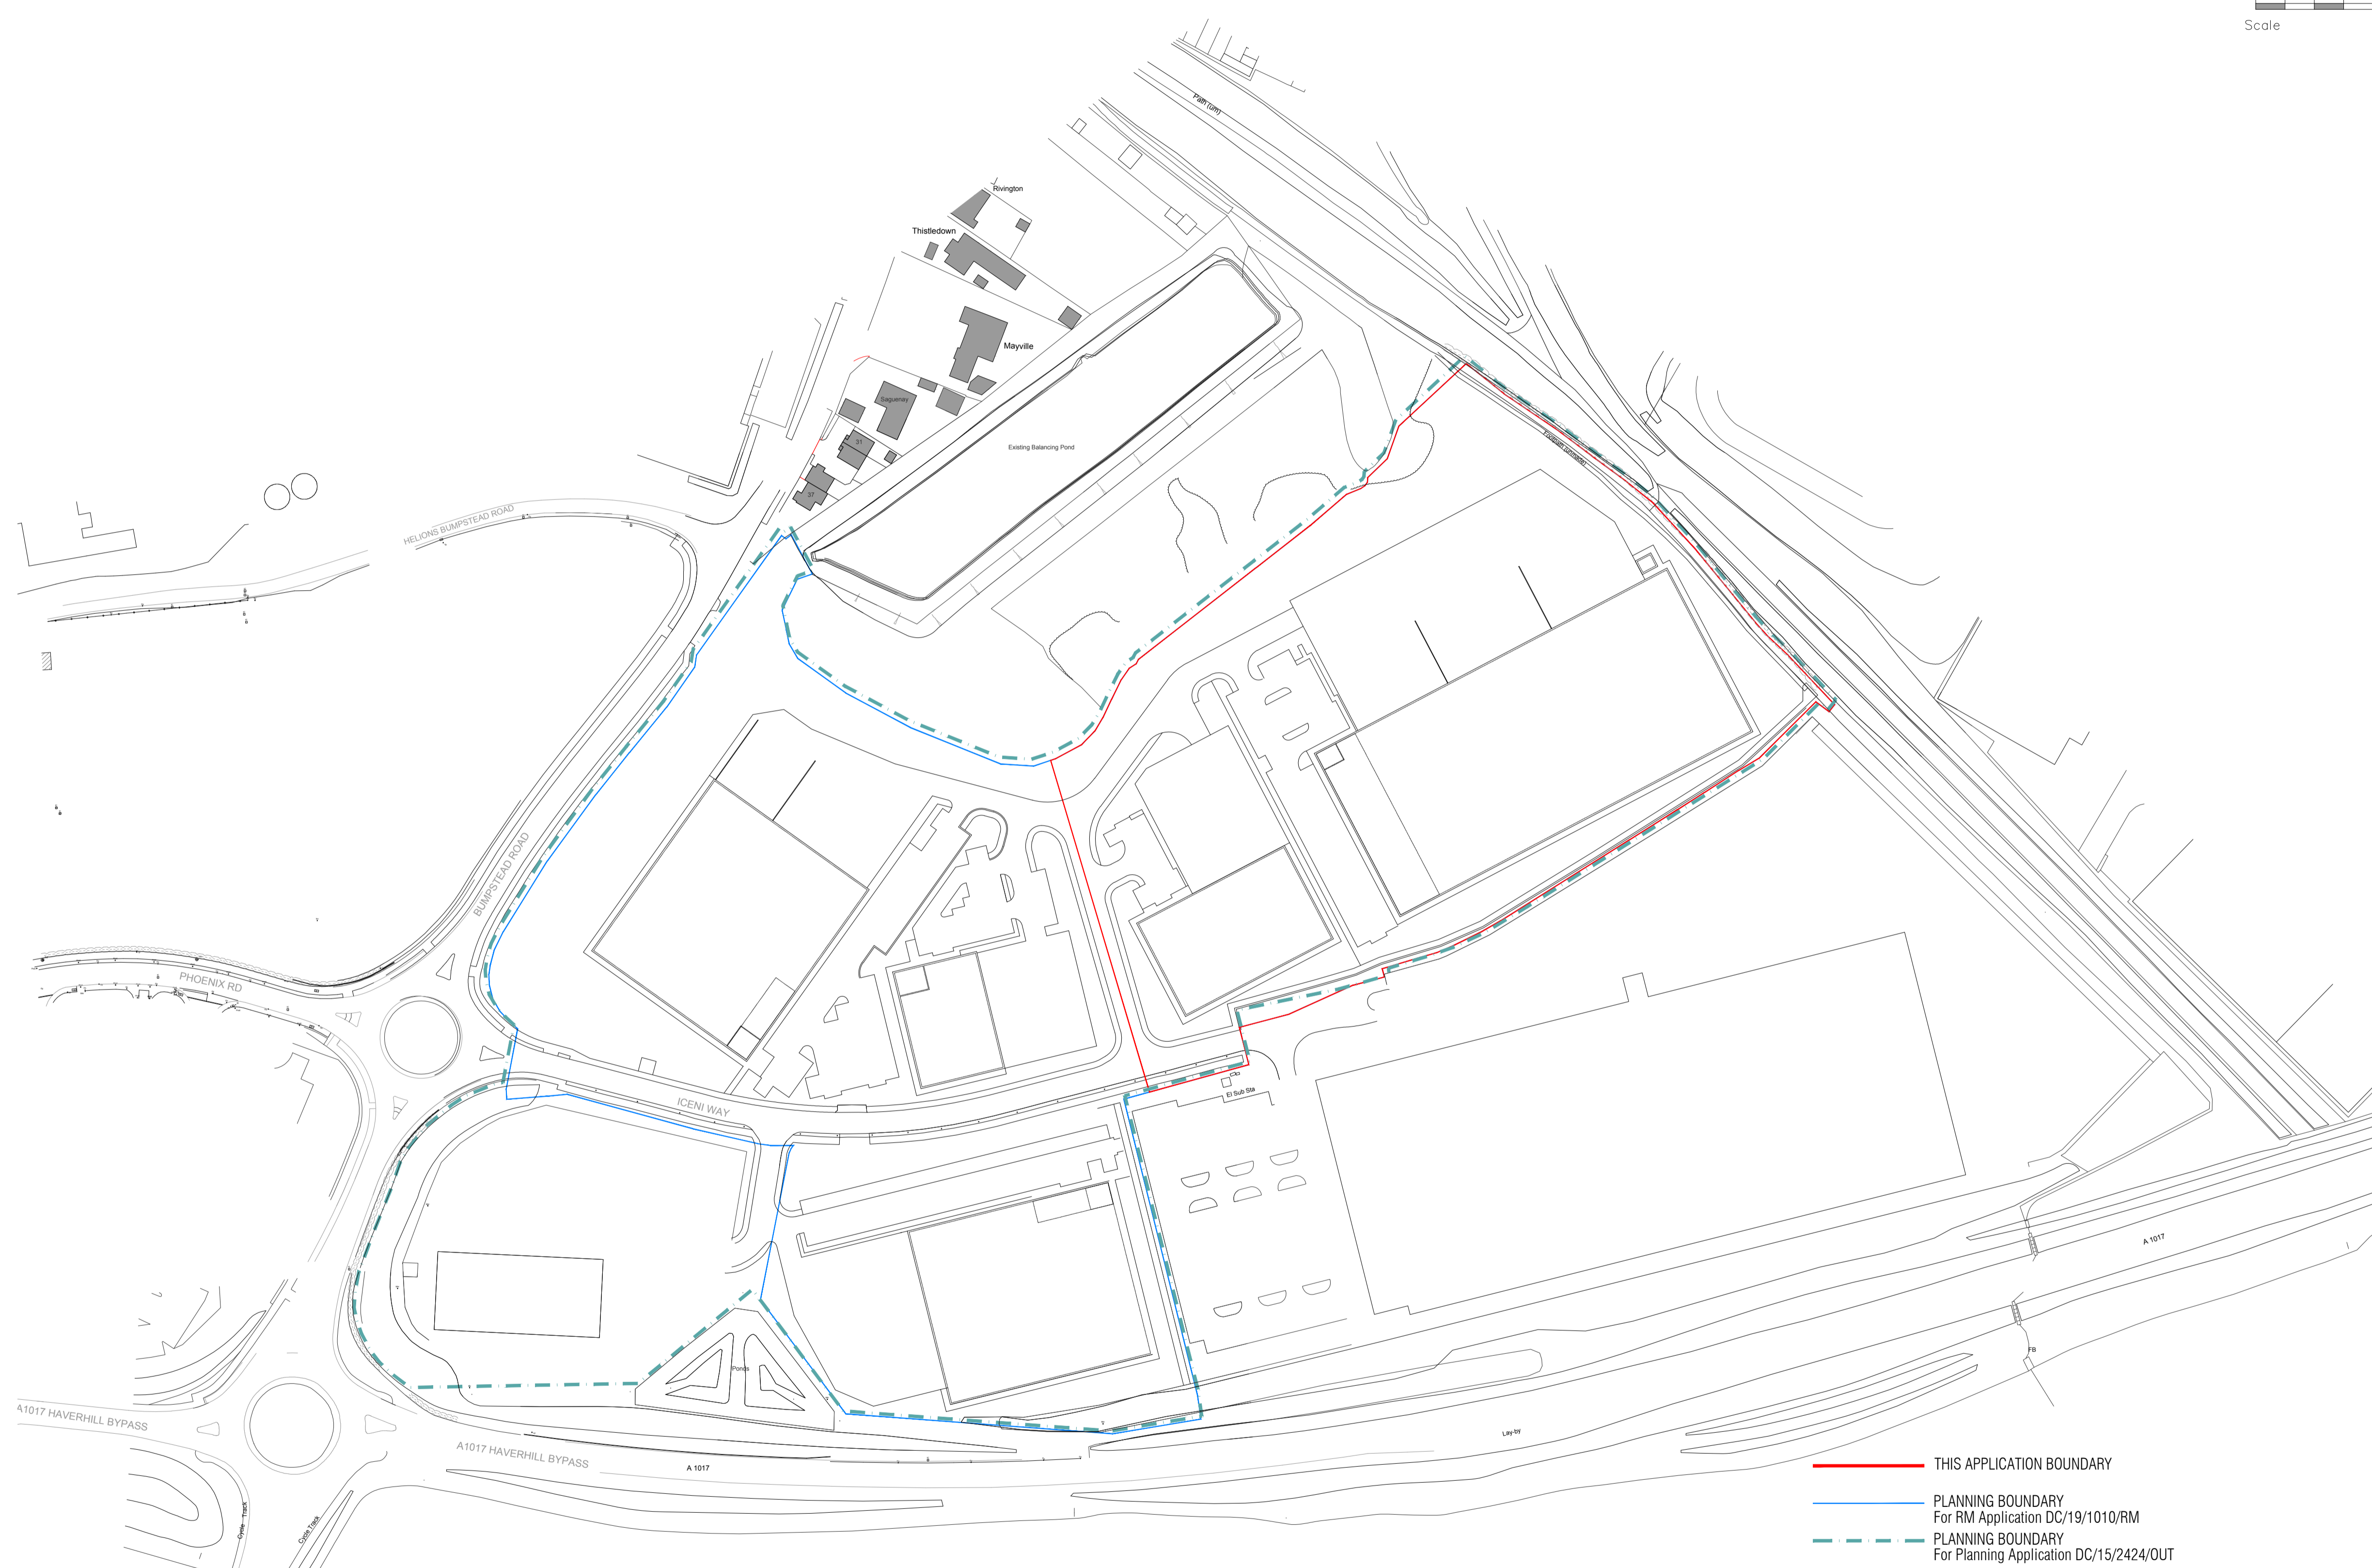 Scale
Path (um)
Rivington
Thistledown
Mayville
Saguenay
31
37
Existing Balancing Pond
Footpath (unmade)
HELIONS BUMPSTEAD ROAD
BUMPSTEAD ROAD
PHOENIX RD
ICENI WAY
El Sub Sta
A 1017
FB
Ponds
Lay-by
A1017 HAVERHILL BYPASS
A1017 HAVERHILL BYPASS
A 1017
Cycle Track
Cycle Track
THIS APPLICATION BOUNDARY
PLANNING BOUNDARY
For RM Application DC/19/1010/RM
PLANNING BOUNDARY
For Planning Application DC/15/2424/OUT